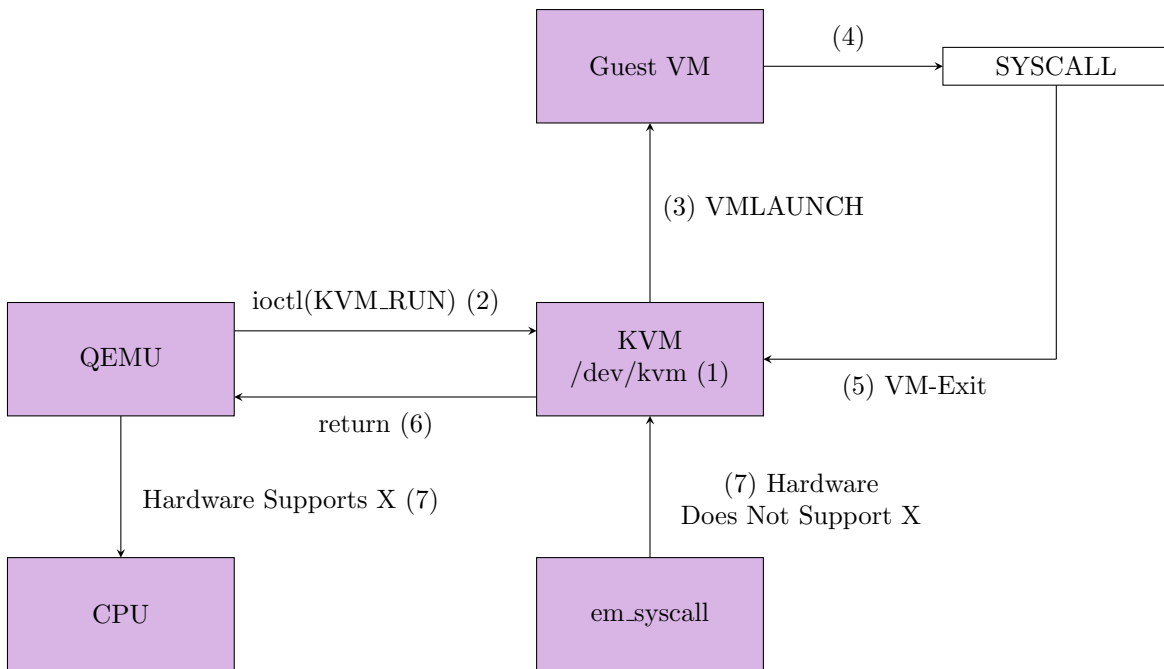 (4)
Guest VM
SYSCALL
(3) VMLAUNCH
ioctl(KVM_RUN) (2)
QEMU
KVM
/dev/kvm (1)
(5) VM-Exit
return (6)
Hardware Supports X (7)
(7) Hardware
Does Not Support X
CPU
em_syscall